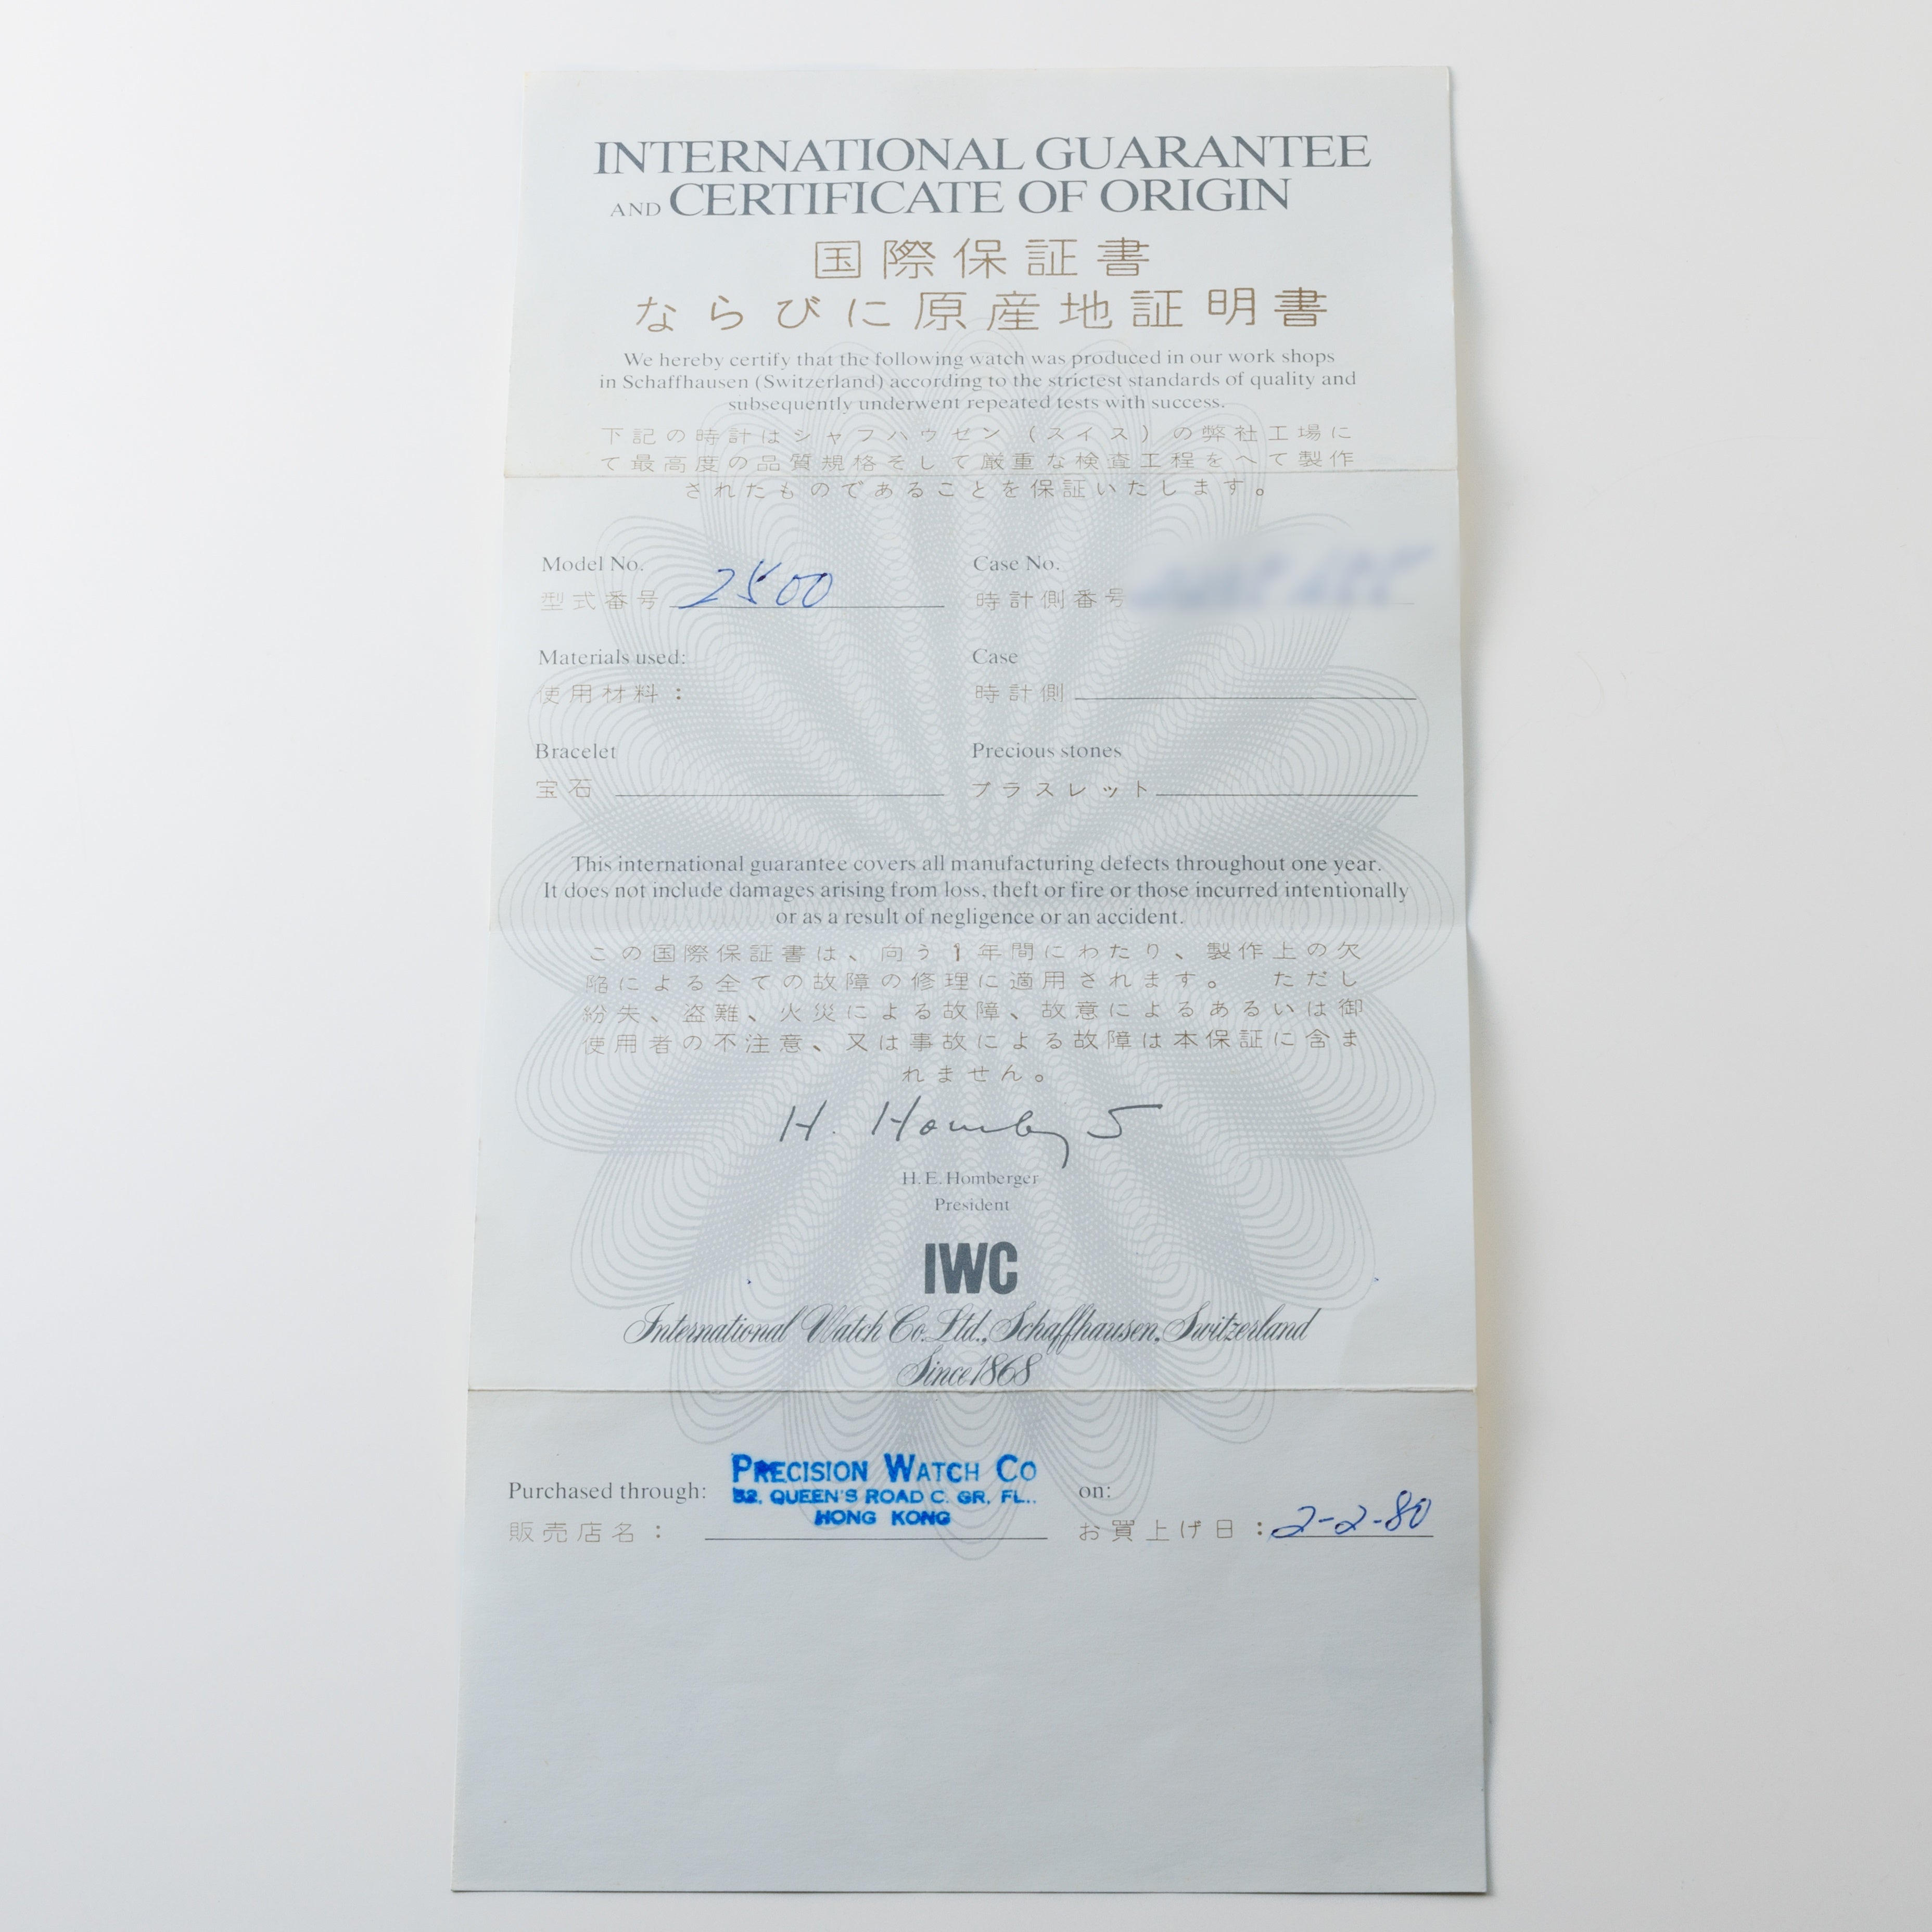 INTERNATIONAL GUARANTEE
AND CERTIFICATE OF ORIGIN
国際保証書
ならびに原産地証明書
We hereby certify that the following watch was produced in our work shops
in Schaffhausen (Switzerland) according to the strictest standards of quality and
subsequently underwent repeated tests with success.
下記の時計はシャフハウゼン（スイス）の弊社工場に
て最高度の品質規格そして厳重な検査工程をへて製作
されたものであることを保証いたします。
Model No.
型式番号 2500
Case No.
時計側番号
Materials used:
使用材料：
Case
時計側
Bracelet
宝石
Precious stones
ブラスレット
This international guarantee covers all manufacturing defects throughout one year.
It does not include damages arising from loss, theft or fire or those incurred intentionally
or as a result of negligence or an accident.
この国際保証書は、向う1年間にわたり、製作上の欠
陥による全ての故障の修理に適用されます。 ただし
紛失、盗難、火災による故障、故意によるあるいは御
使用者の不注意、又は事故による故障は本保証に含ま
れません。
H. E. Homberger
President
IWC
International Watch Co. Ltd., Schaffhausen, Switzerland
Since 1868
Purchased through:
販売店名：
PRECISION WATCH CO
52, QUEEN'S ROAD C. GR. FL..
HONG KONG
on:
お買上げ日：2-2-80